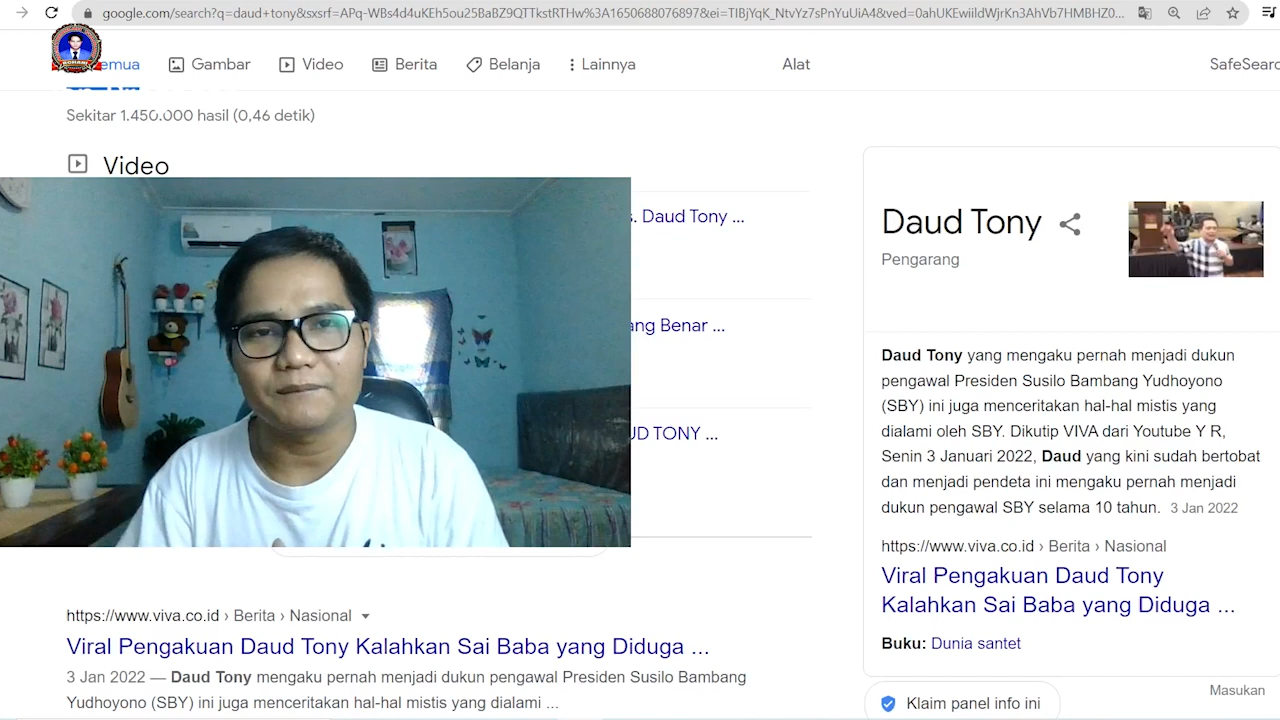 google.com/search?q=daud+tony&sxsrf=APq-WBs4d4uKEh5ou25BaBZSQTTkstRTHw%3A1650688076897&ei=TIBjYqK_NtvYz7sPnYuUiA4&ved=0ahUKEwiildWjrKn3AhVb7HMBHZ0...
emua Gambar Video Berita Belanja Lainnya Alat SafeSearc
Sekitar 1.450.000 hasil (0,46 detik)
Video
s. Daud Tony ...
ang Benar ...
UD TONY ...
https://www.viva.co.id › Berita › Nasional
Viral Pengakuan Daud Tony Kalahkan Sai Baba yang Diduga ...
3 Jan 2022 — Daud Tony mengaku pernah menjadi dukun pengawal Presiden Susilo Bambang
Yudhoyono (SBY) ini juga menceritakan hal-hal mistis yang dialami ...
Daud Tony
Pengarang
Daud Tony yang mengaku pernah menjadi dukun
pengawal Presiden Susilo Bambang Yudhoyono
(SBY) ini juga menceritakan hal-hal mistis yang
dialami oleh SBY. Dikutip VIVA dari Youtube Y R,
Senin 3 Januari 2022, Daud yang kini sudah bertobat
dan menjadi pendeta ini mengaku pernah menjadi
dukun pengawal SBY selama 10 tahun. 3 Jan 2022
https://www.viva.co.id › Berita › Nasional
Viral Pengakuan Daud Tony
Kalahkan Sai Baba yang Diduga ...
Buku: Dunia santet
Masukan
Klaim panel info ini